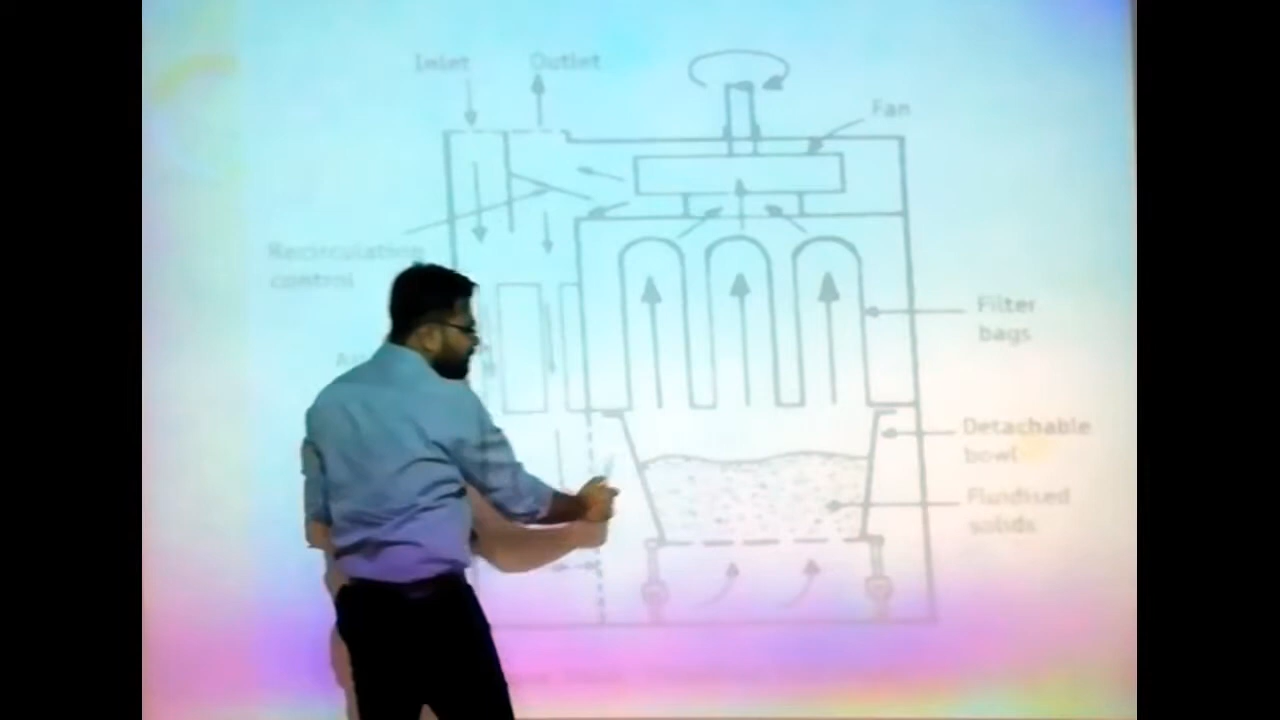 Inlet
Outlet
Fan
Recirculation
control
Filter
bags
Detachable
bowl
Fluidised
solids